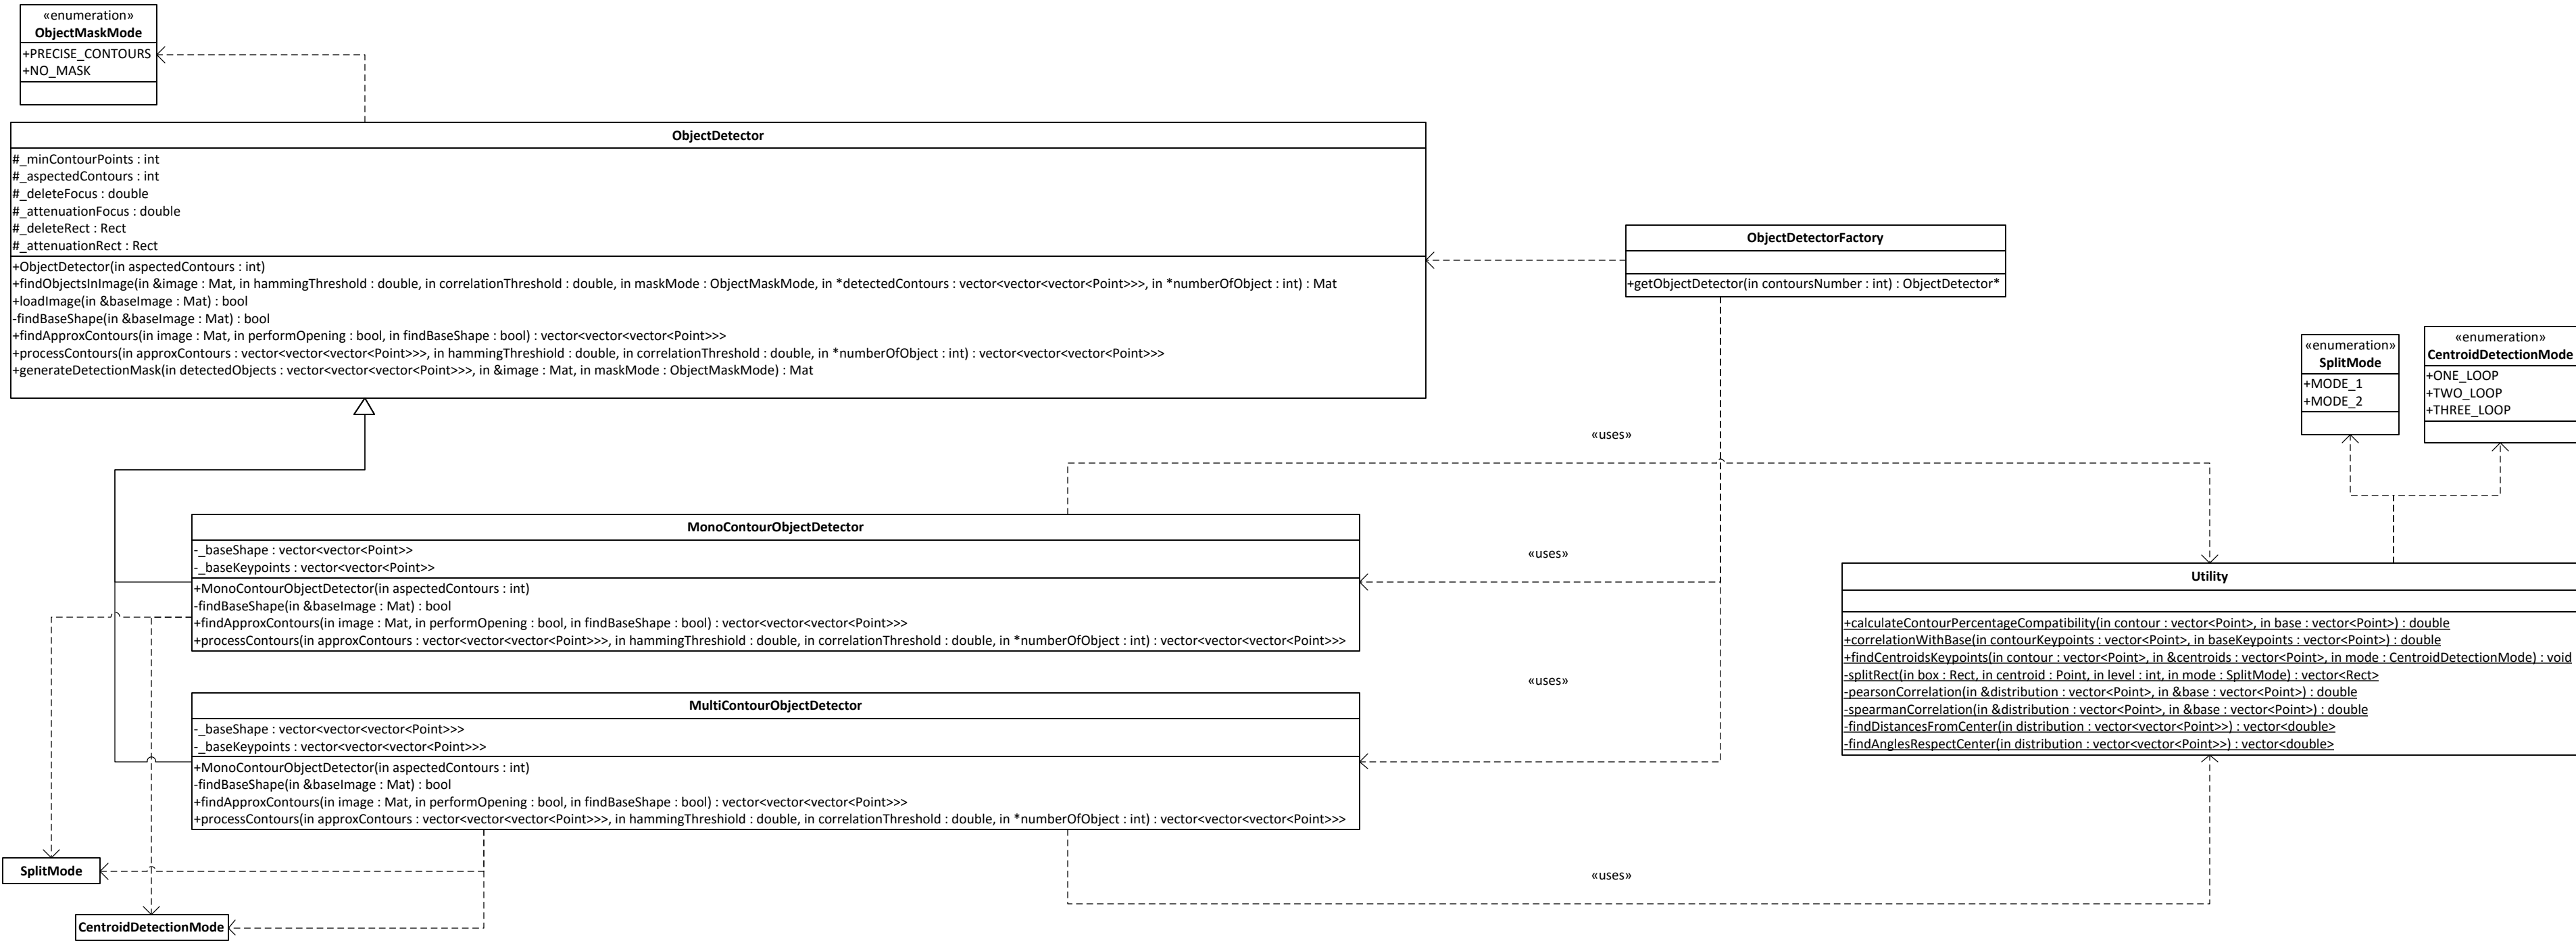 «enumeration»
ObjectMaskMode
+PRECISE_CONTOURS
+NO_MASK
ObjectDetector
#_minContourPoints : int
#_aspectedContours : int
#_deleteFocus : double
#_attenuationFocus : double
#_deleteRect : Rect
#_attenuationRect : Rect
+ObjectDetector(in aspectedContours : int)
+findObjectsInImage(in &image : Mat, in hammingThreshold : double, in correlationThreshold : double, in maskMode : ObjectMaskMode, in *detectedContours : vector<vector<vector<Point>>>, in *numberOfObject : int) : Mat
+loadImage(in &baseImage : Mat) : bool
-findBaseShape(in &baseImage : Mat) : bool
+findApproxContours(in image : Mat, in performOpening : bool, in findBaseShape : bool) : vector<vector<vector<Point>>>
+processContours(in approxContours : vector<vector<vector<Point>>>, in hammingThreshiold : double, in correlationThreshold : double, in *numberOfObject : int) : vector<vector<vector<Point>>>
+generateDetectionMask(in detectedObjects : vector<vector<vector<Point>>>, in &image : Mat, in maskMode : ObjectMaskMode) : Mat
ObjectDetectorFactory
+getObjectDetector(in contoursNumber : int) : ObjectDetector*
«enumeration»
SplitMode
+MODE_1
+MODE_2
«enumeration»
CentroidDetectionMode
+ONE_LOOP
+TWO_LOOP
+THREE_LOOP
«uses»
MonoContourObjectDetector
-_baseShape : vector<vector<Point>>
-_baseKeypoints : vector<vector<Point>>
+MonoContourObjectDetector(in aspectedContours : int)
-findBaseShape(in &baseImage : Mat) : bool
+findApproxContours(in image : Mat, in performOpening : bool, in findBaseShape : bool) : vector<vector<vector<Point>>>
+processContours(in approxContours : vector<vector<vector<Point>>>, in hammingThreshiold : double, in correlationThreshold : double, in *numberOfObject : int) : vector<vector<vector<Point>>>
«uses»
Utility
+calculateContourPercentageCompatibility(in contour : vector<Point>, in base : vector<Point>) : double
+correlationWithBase(in contourKeypoints : vector<Point>, in baseKeypoints : vector<Point>) : double
+findCentroidsKeypoints(in contour : vector<Point>, in &centroids : vector<Point>, in mode : CentroidDetectionMode) : void
-splitRect(in box : Rect, in centroid : Point, in level : int, in mode : SplitMode) : vector<Rect>
-pearsonCorrelation(in &distribution : vector<Point>, in &base : vector<Point>) : double
-spearmanCorrelation(in &distribution : vector<Point>, in &base : vector<Point>) : double
-findDistancesFromCenter(in distribution : vector<vector<Point>>) : vector<double>
-findAnglesRespectCenter(in distribution : vector<vector<Point>>) : vector<double>
«uses»
MultiContourObjectDetector
-_baseShape : vector<vector<vector<Point>>>
-_baseKeypoints : vector<vector<vector<Point>>>
+MonoContourObjectDetector(in aspectedContours : int)
-findBaseShape(in &baseImage : Mat) : bool
+findApproxContours(in image : Mat, in performOpening : bool, in findBaseShape : bool) : vector<vector<vector<Point>>>
+processContours(in approxContours : vector<vector<vector<Point>>>, in hammingThreshiold : double, in correlationThreshold : double, in *numberOfObject : int) : vector<vector<vector<Point>>>
SplitMode
«uses»
CentroidDetectionMode